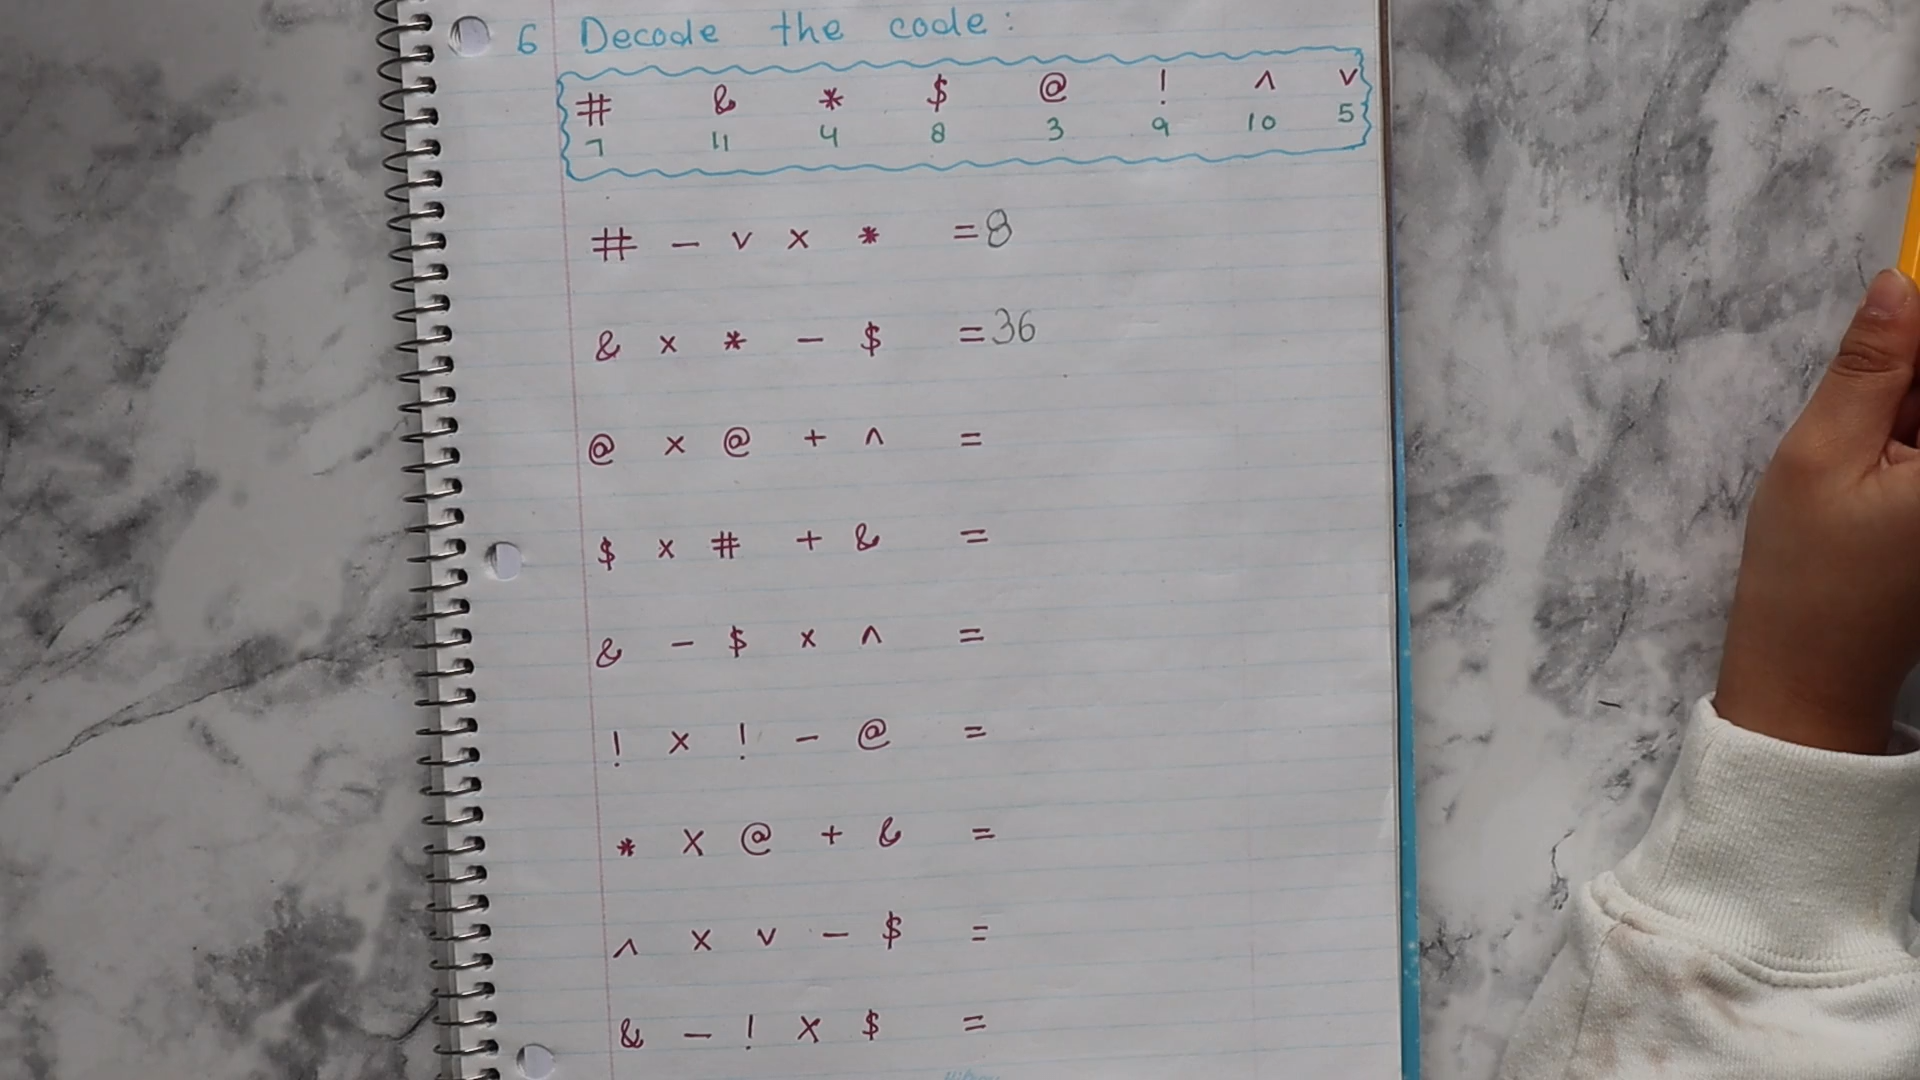 6 Decode the code:
# & * $ @ ! ^ v
7 11 4 8 3 9 10 5
# - v x * = 8
& x * - $ = 36
@ x @ + ^ =
$ x # + & =
& - $ x ^ =
! x ! - @ =
* x @ + & =
^ x v - $ =
& - ! x $ =